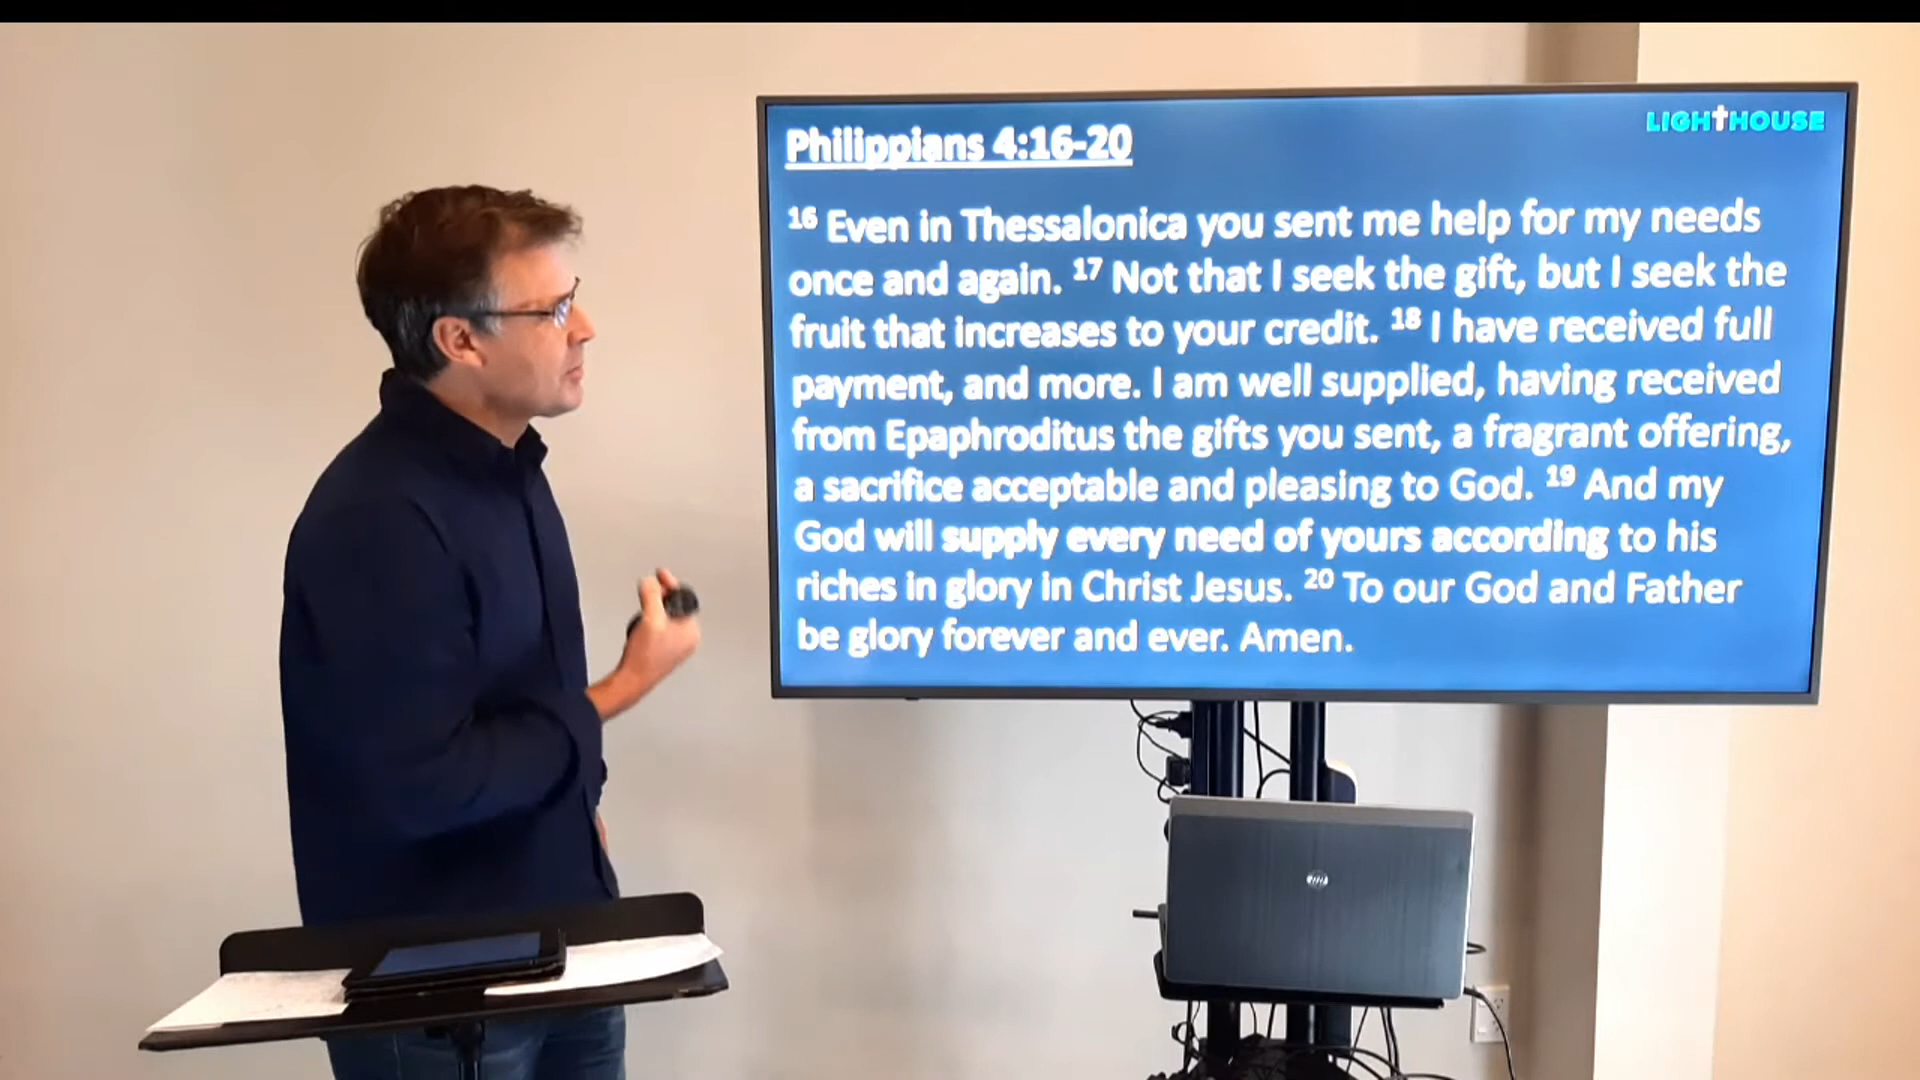 LIGHTHOUSE
Philippians 4:16-20
16 Even in Thessalonica you sent me help for my needs
once and again. 17 Not that I seek the gift, but I seek the
fruit that increases to your credit. 18 I have received full
payment, and more. I am well supplied, having received
from Epaphroditus the gifts you sent, a fragrant offering,
a sacrifice acceptable and pleasing to God. 19 And my
God will supply every need of yours according to his
riches in glory in Christ Jesus. 20 To our God and Father
be glory forever and ever. Amen.
hp